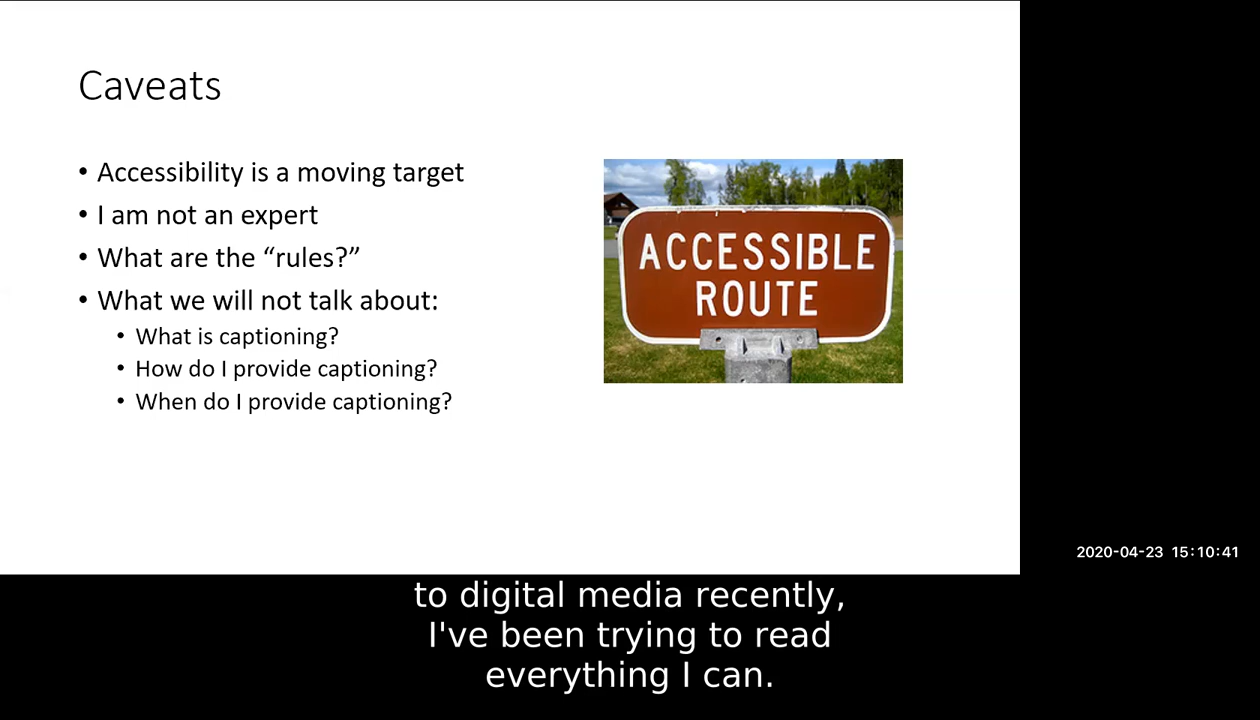 Caveats
• Accessibility is a moving target
• I am not an expert
• What are the “rules?”
• What we will not talk about:
• What is captioning?
• How do I provide captioning?
• When do I provide captioning?
ACCESSIBLE
ROUTE
2020-04-23 15:10:41
to digital media recently,
I've been trying to read
everything I can.